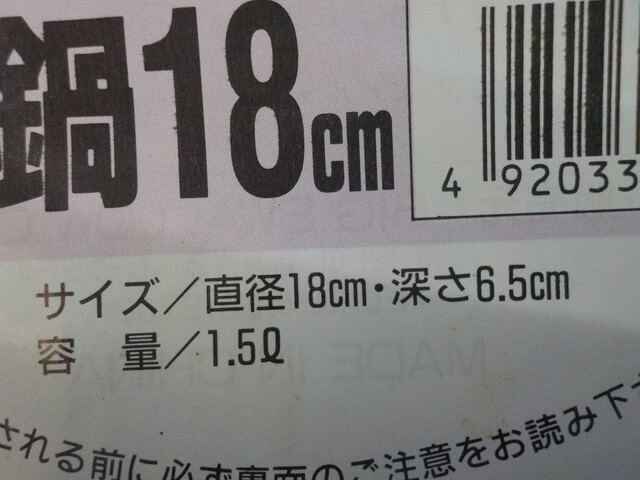 鍋18cm
4 92033
サイズ/直径18cm・深さ6.5cm
容 量/1.5ℓ
される前に必ず裏面のご注意をお読み下さ